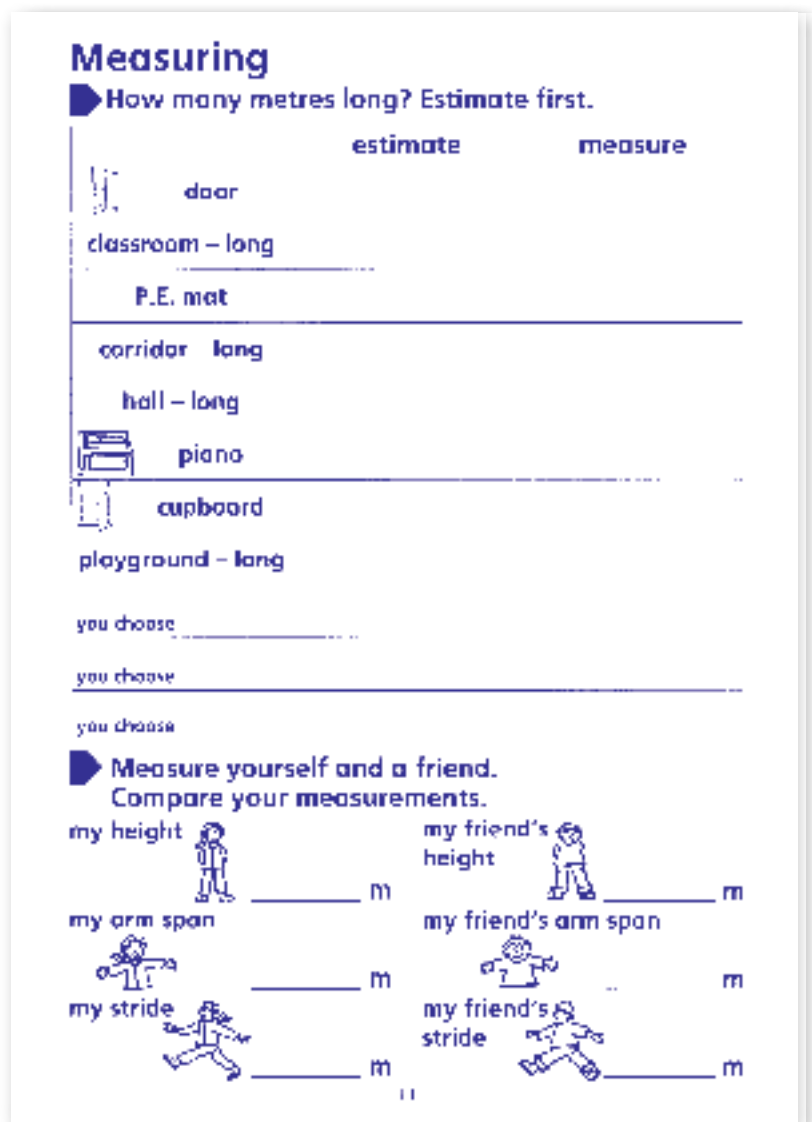 Measuring
How many metres long? Estimate first.
estimate measure
door
classroom – long
P.E. mat
corridor long
hall – long
piano
cupboard
playground – long
you choose
you choose
you choose
Measure yourself and a friend.
Compare your measurements.
my height m my friend's height m
my arm span m my friend's arm span m
my stride m my friend's stride m
11